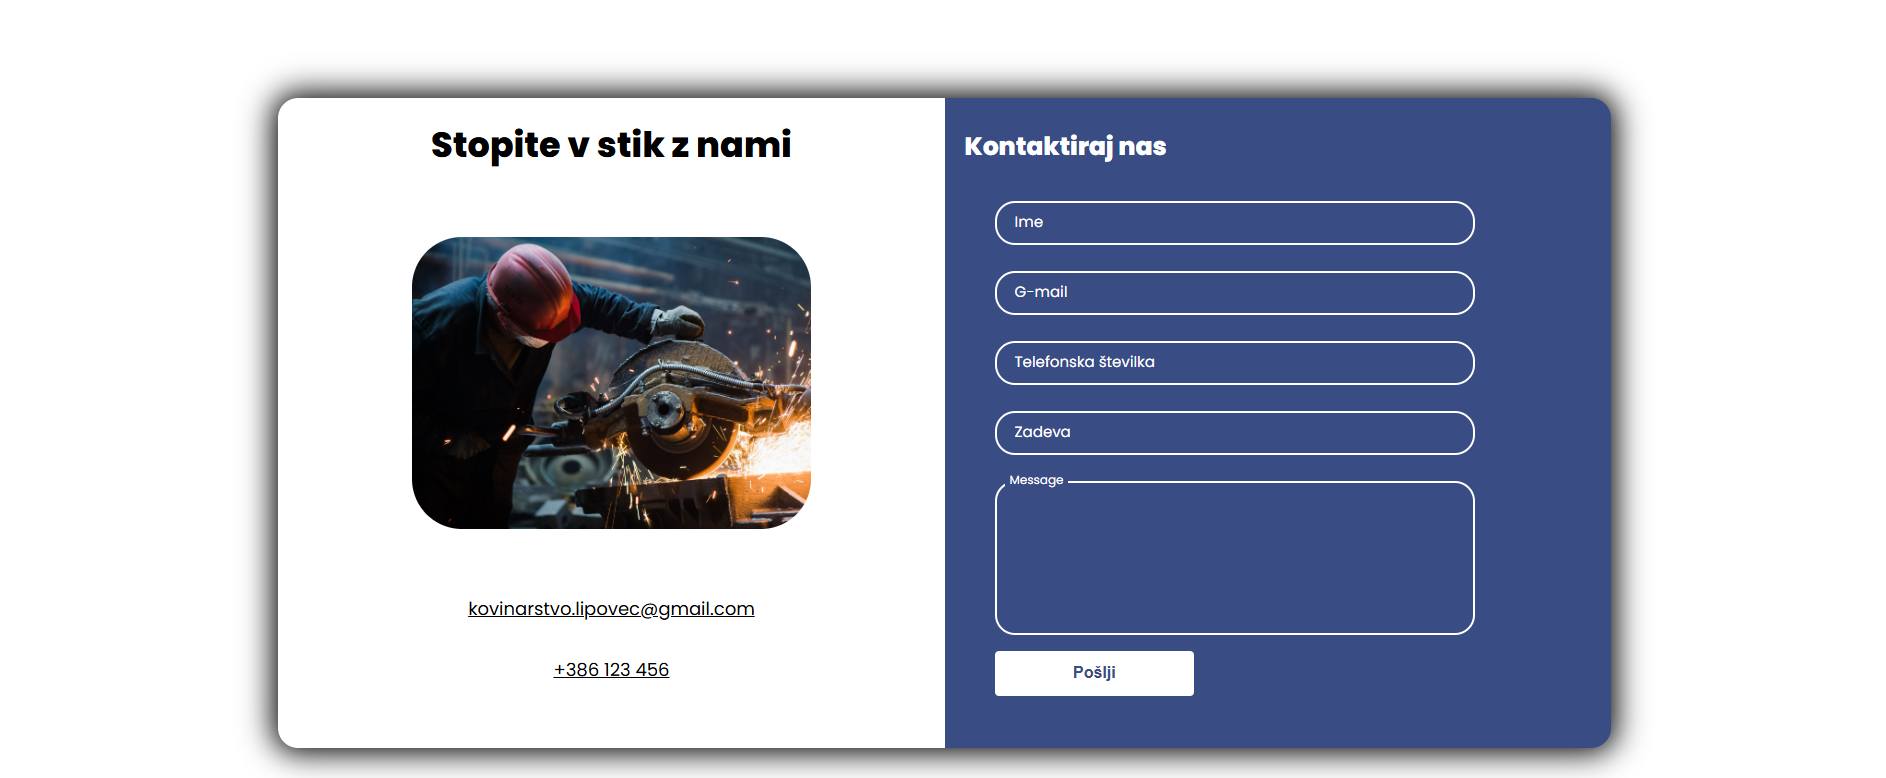 Stopite v stik z nami
kovinarstvo.lipovec@gmail.com
+386 123 456
Kontaktiraj nas
Ime
G-mail
Telefonska številka
Zadeva
Message
Pošlji